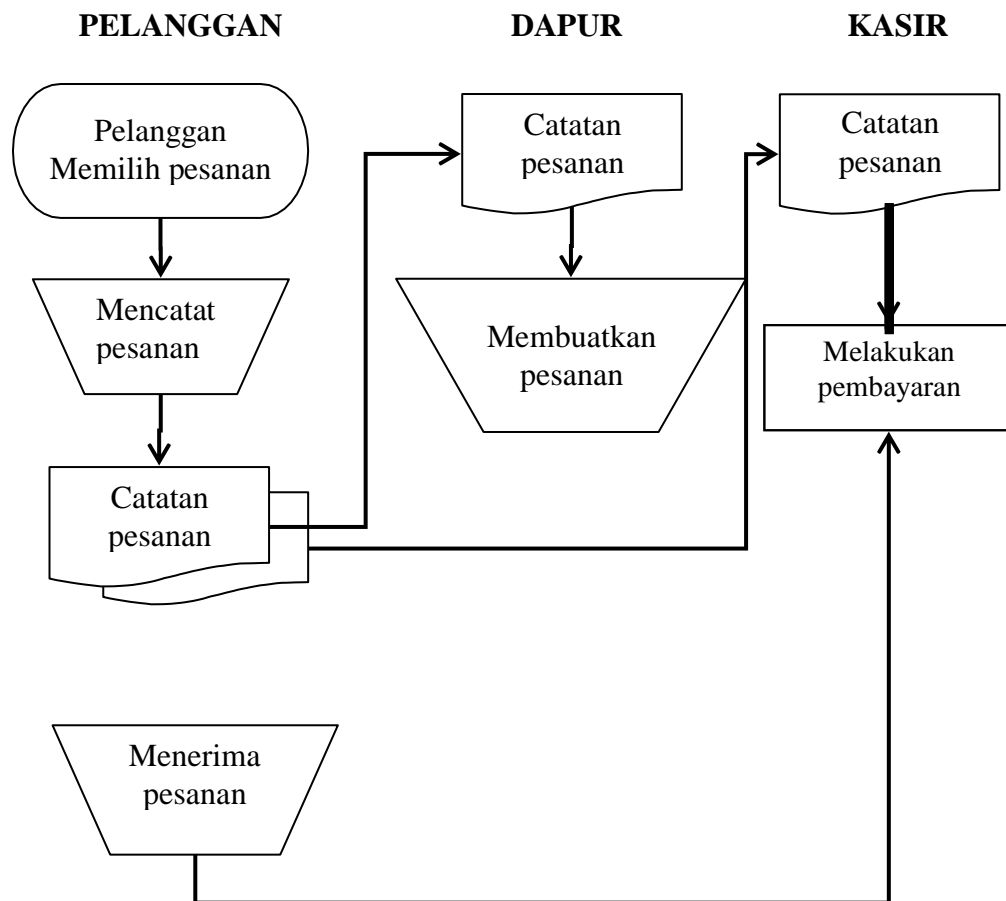 PELANGGAN
DAPUR
KASIR
Pelanggan
Memilih pesanan
Mencatat
pesanan
Catatan
pesanan
Menerima
pesanan
Catatan
pesanan
Membuatkan
pesanan
Catatan
pesanan
Melakukan
pembayaran